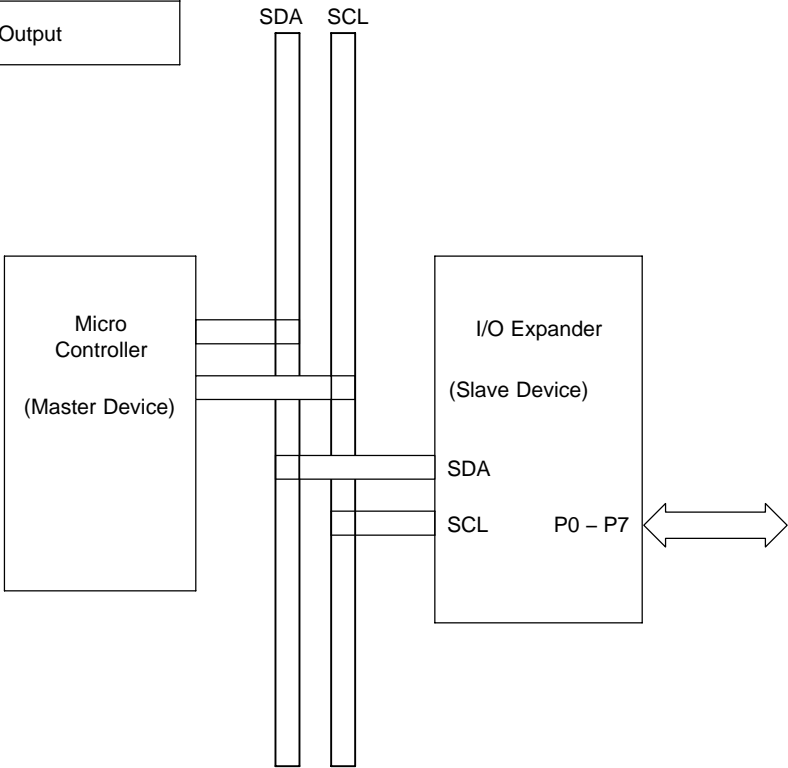 SDA SCL
Output
Micro
Controller
(Master Device)
I/O Expander
(Slave Device)
SDA
SCL P0 – P7